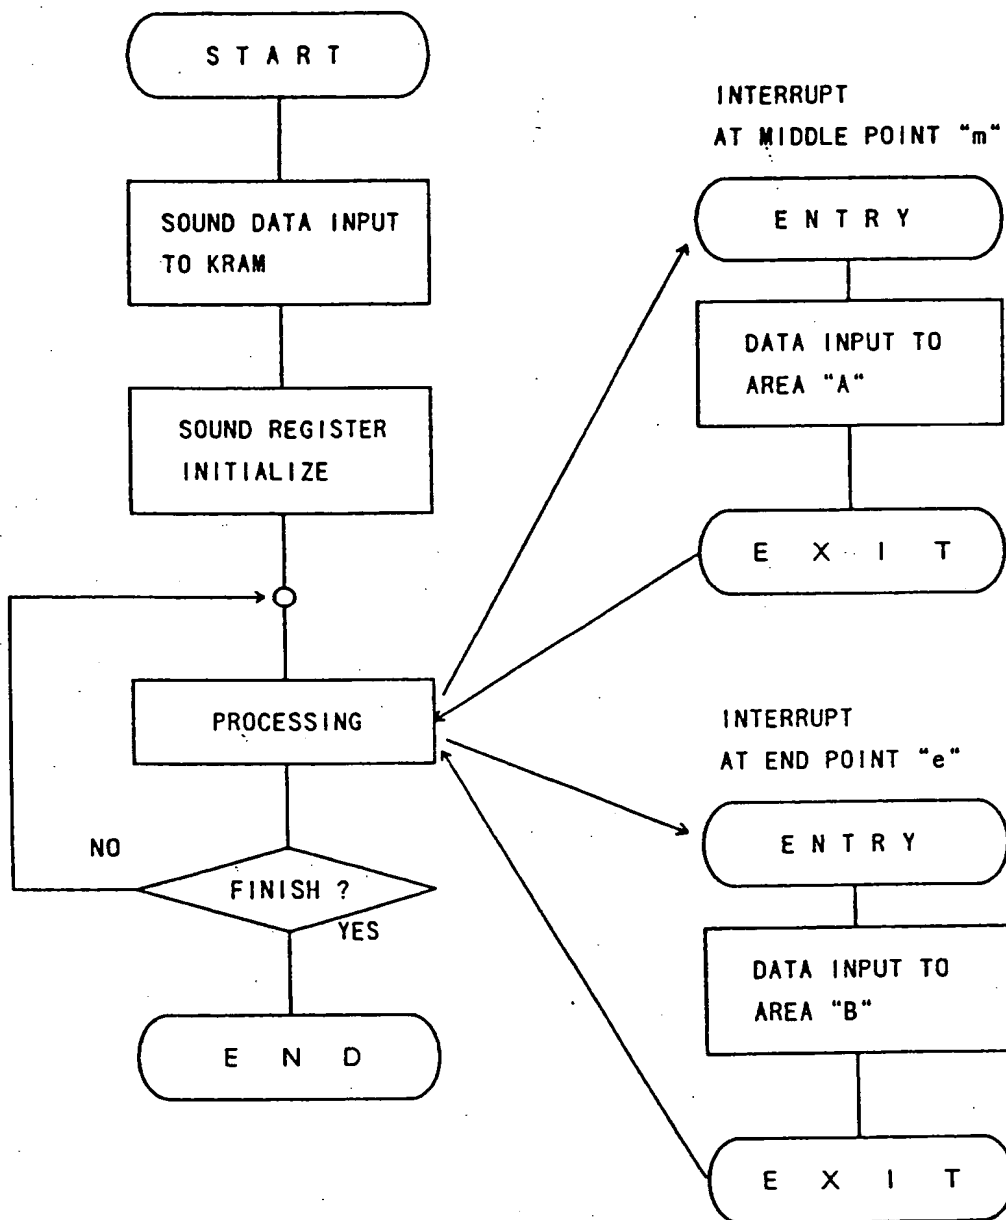 START
SOUND DATA INPUT
TO KRAM
SOUND REGISTER
INITIALIZE
PROCESSING
NO
FINISH ?
YES
END
INTERRUPT
AT MIDDLE POINT "m"
ENTRY
DATA INPUT TO
AREA "A"
EXIT
INTERRUPT
AT END POINT "e"
ENTRY
DATA INPUT TO
AREA "B"
EXIT